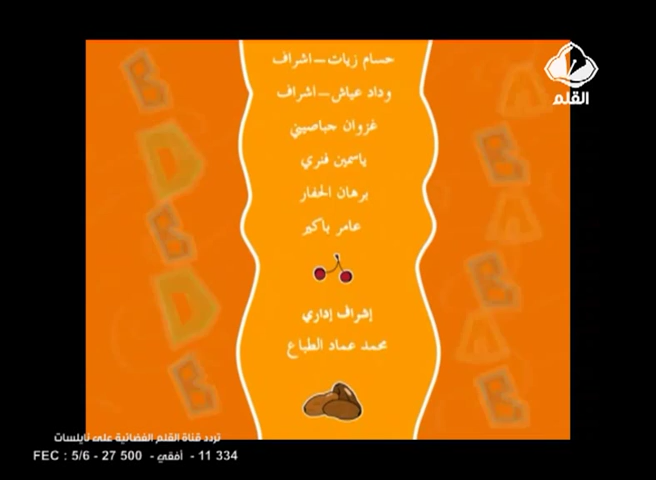 حسام زيات - اشراف
وداد عياش - اشراف
غزوان حباصيني
ياسمين فنري
برهان الحفار
عامر باكير
إشراف إداري
محمد عماد الطباع
القلم
B
D
B
D
B
A
B
A
B
A
B
تردد قناة القلم الفضائية على نايلسات
FEC : 5/6 - 27 500 - أفقي - 11 334